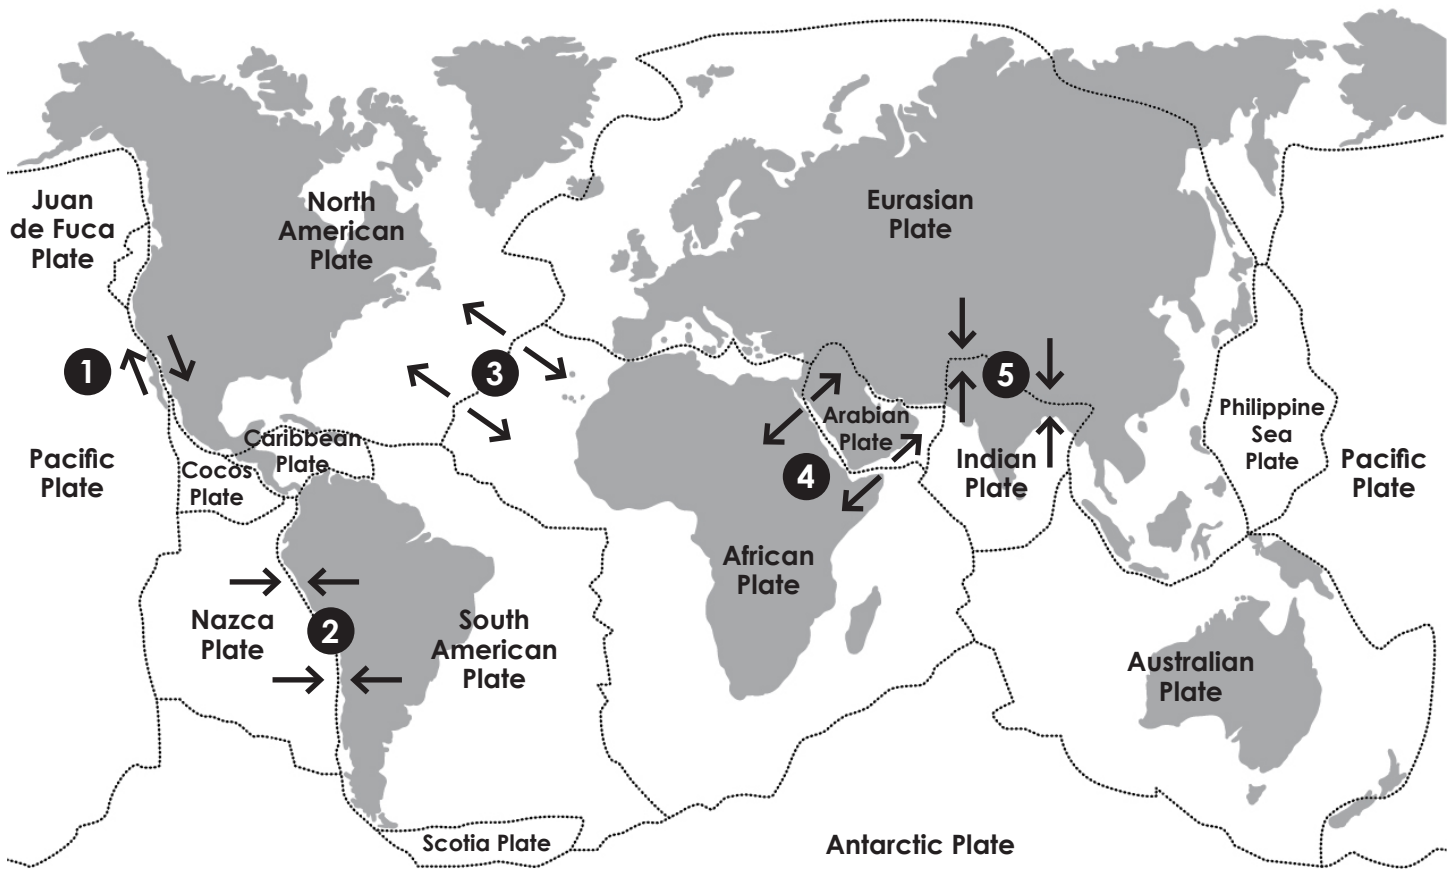 Juan
de Fuca
Plate
North
American
Plate
Eurasian
Plate
1
3
5
Caribbean
Plate
Cocos
Plate
Arabian
Plate
4
Indian
Plate
Philippine
Sea
Plate
Pacific
Plate
Pacific
Plate
African
Plate
Nazca
Plate
2
South
American
Plate
Australian
Plate
Scotia Plate
Antarctic Plate